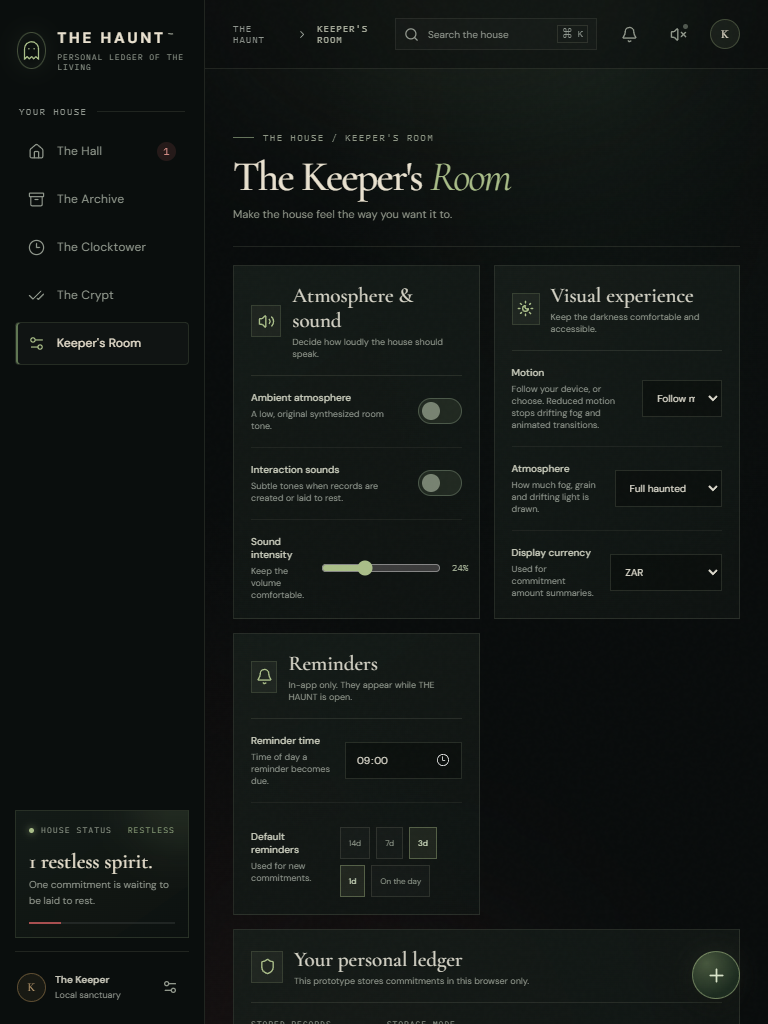 THE HAUNT™
PERSONAL LEDGER OF THE
LIVING
YOUR HOUSE
The Hall
1
The Archive
The Clocktower
The Crypt
Keeper's Room
HOUSE STATUS
RESTLESS
1 restless spirit.
One commitment is waiting to
be laid to rest.
K
The Keeper
Local sanctuary
THE
HAUNT
KEEPER'S
ROOM
Search the house
⌘ K
K
THE HOUSE / KEEPER'S ROOM
The Keeper's Room
Make the house feel the way you want it to.
Atmosphere &
sound
Decide how loudly the house should
speak.
Ambient atmosphere
A low, original synthesized room
tone.
Interaction sounds
Subtle tones when records are
created or laid to rest.
Sound
intensity
Keep the
volume
comfortable.
24%
Visual experience
Keep the darkness comfortable and
accessible.
Motion
Follow your device, or
choose. Reduced motion
stops drifting fog and
animated transitions.
Follow m
Atmosphere
How much fog, grain
and drifting light is
drawn.
Full haunted
Display currency
Used for
commitment
amount summaries.
ZAR
Reminders
In-app only. They appear while THE
HAUNT is open.
Reminder time
Time of day a
reminder becomes
due.
09:00
Default
reminders
Used for new
commitments.
14d
7d
3d
1d
On the day
Your personal ledger
This prototype stores commitments in this browser only.
STORED RECORDS
STORAGE MODE